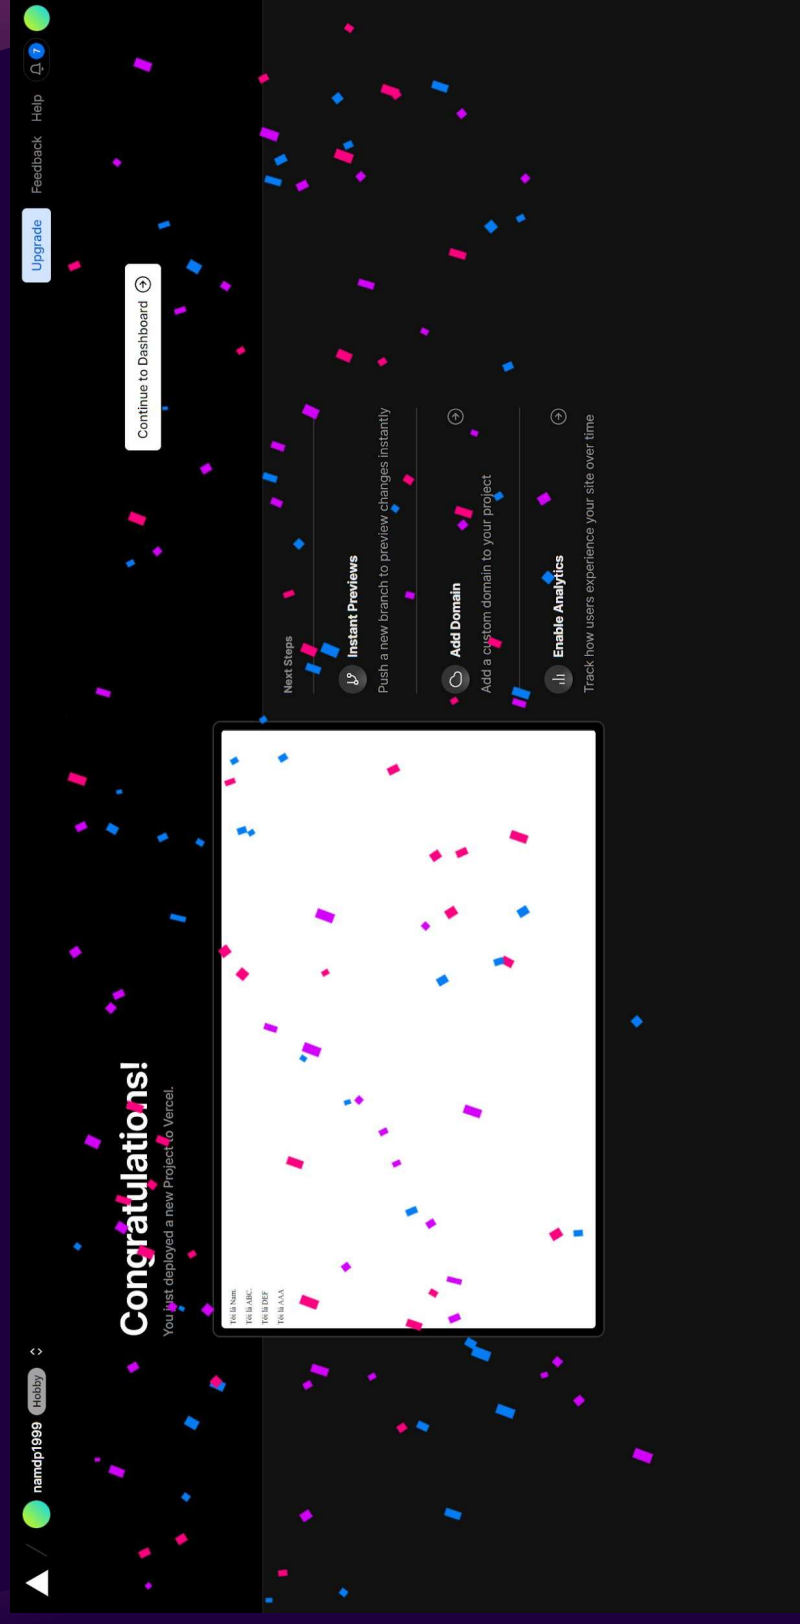 namdp1999 Hobby
Upgrade Feedback Help 7
Congratulations!
You just deployed a new Project to Vercel.
Continue to Dashboard
Tôi là Nam.
Tôi là ABC.
Tôi là DEF
Tôi là AAA
Next Steps
Instant Previews
Push a new branch to preview changes instantly
Add Domain
Add a custom domain to your project
Enable Analytics
Track how users experience your site over time